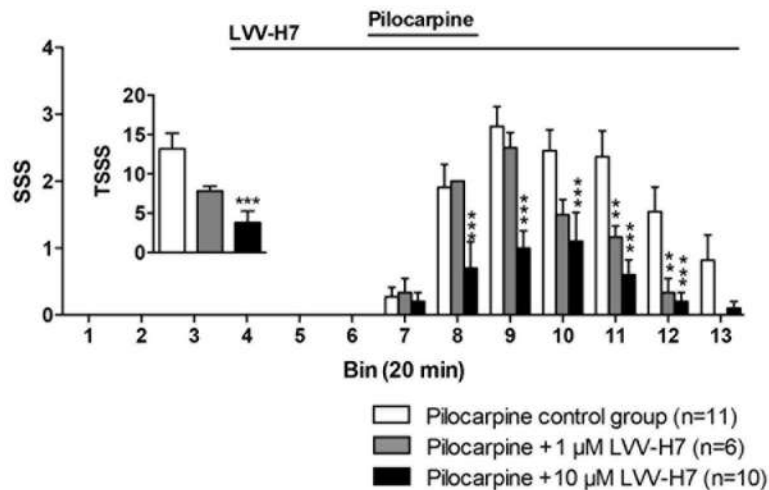 Pilocarpine
LVV-H7
4
3
2
1
0
SSS
20
15
10
5
0
TSSS
***
***
***
***
**
***
**
***
1 2 3 4 5 6 7 8 9 10 11 12 13
Bin (20 min)
Pilocarpine control group (n=11)
Pilocarpine + 1 µM LVV-H7 (n=6)
Pilocarpine +10 µM LVV-H7 (n=10)